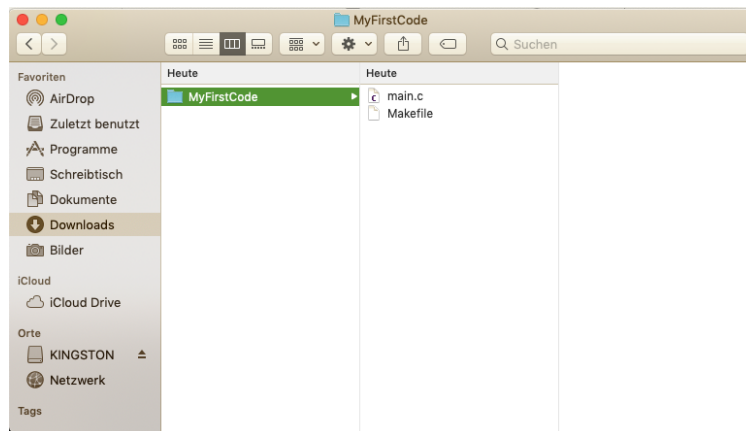 MyFirstCode
Suchen
Favoriten
AirDrop
Zuletzt benutzt
Programme
Schreibtisch
Dokumente
Downloads
Bilder
iCloud
iCloud Drive
Orte
KINGSTON
Netzwerk
Tags
Heute
MyFirstCode
Heute
c main.c
Makefile